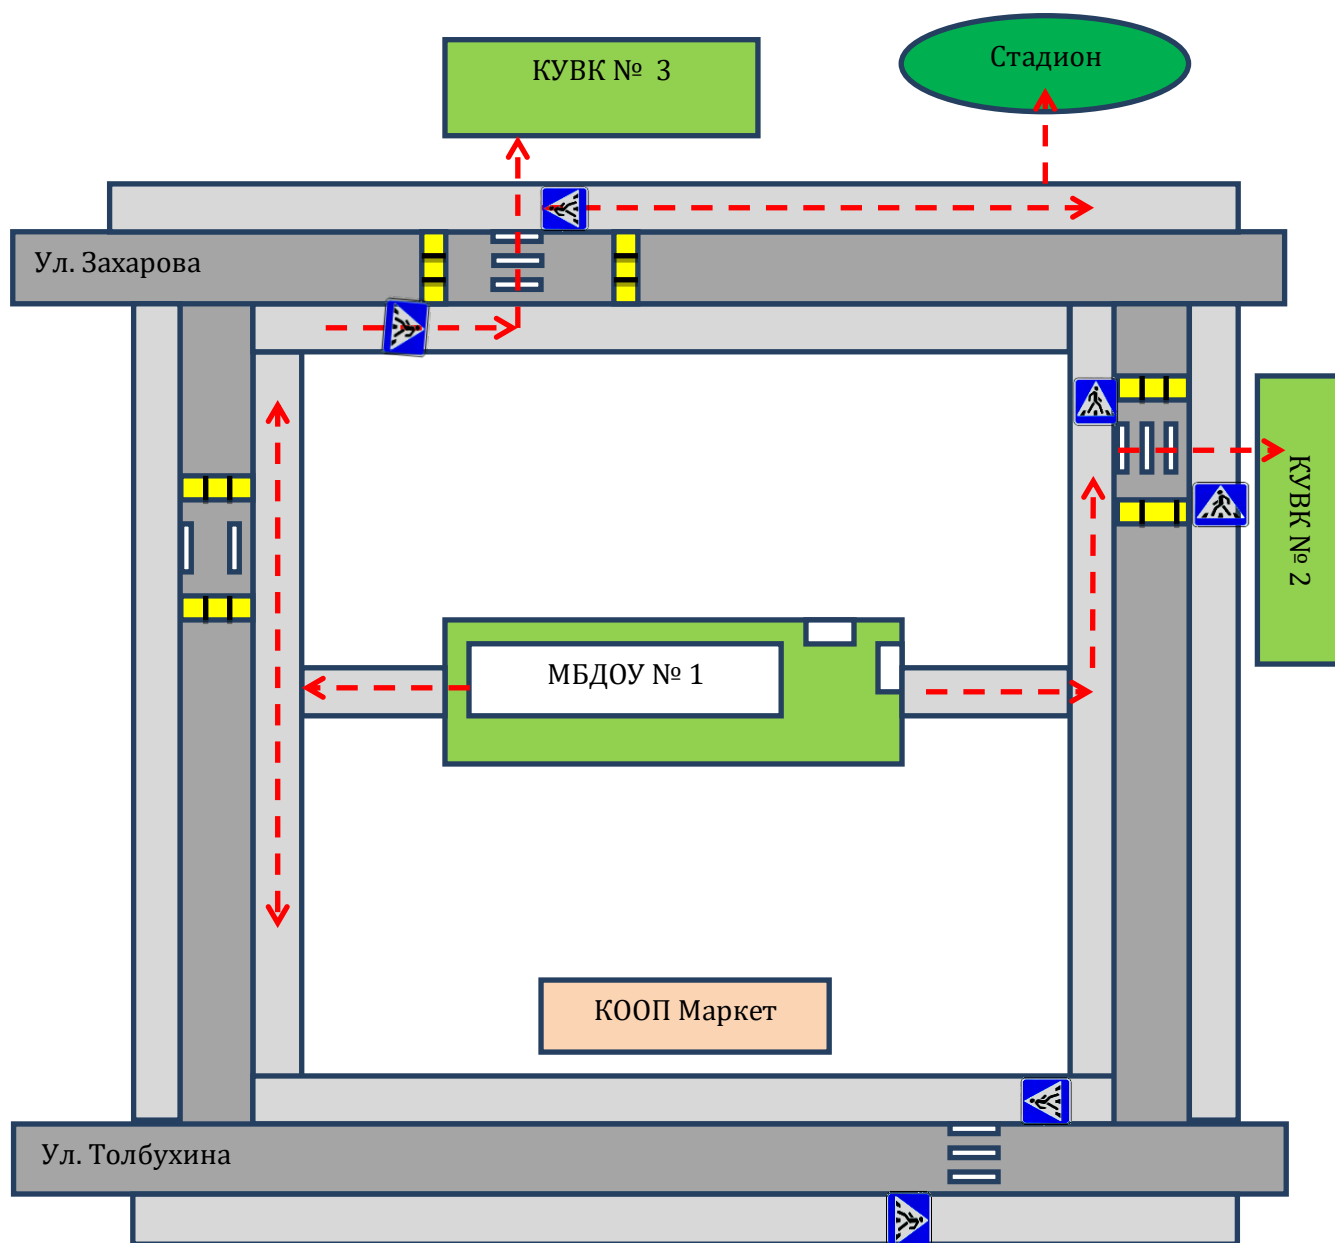 КУВК №  3
Стадион
Ул. Захарова
КУВК № 2
МБДОУ № 1
КООП Маркет
Ул. Толбухина